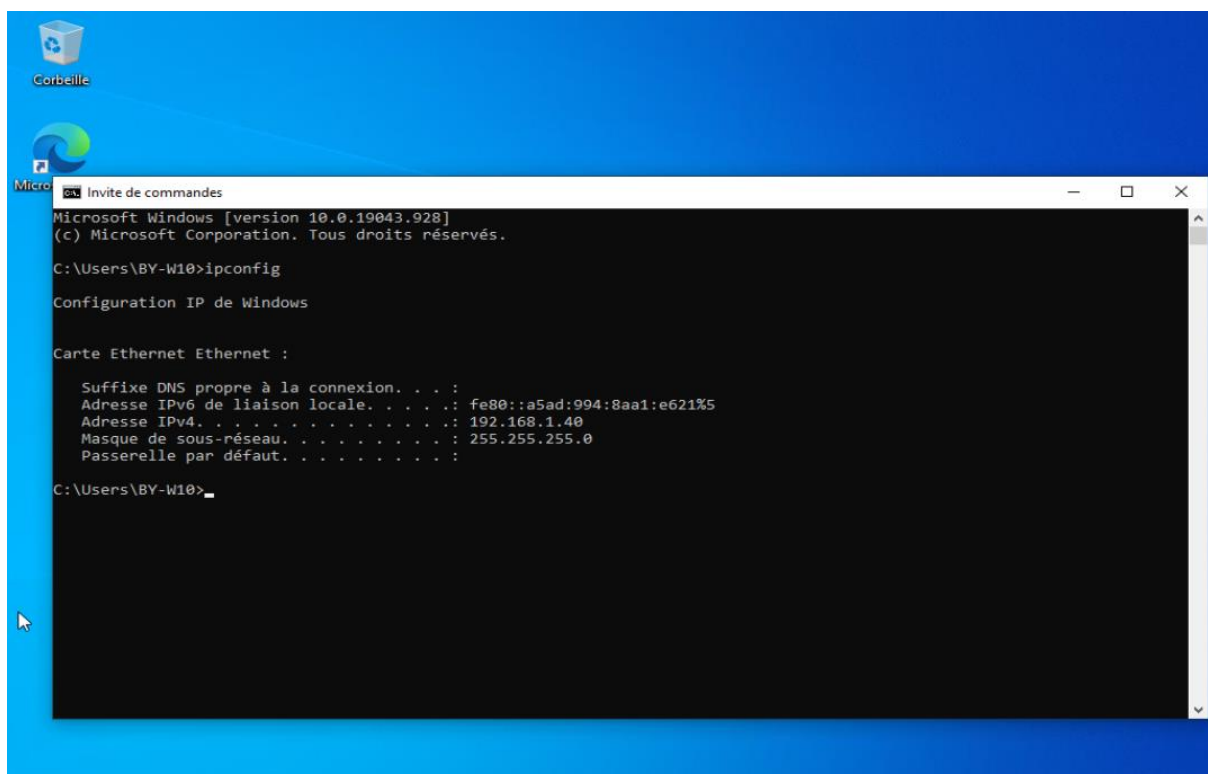 Corbeille
Micro
Invite de commandes
Microsoft Windows [version 10.0.19043.928]
(c) Microsoft Corporation. Tous droits réservés.
C:\Users\BY-W10>ipconfig
Configuration IP de Windows
Carte Ethernet Ethernet :
Suffixe DNS propre à la connexion. . . :
Adresse IPv6 de liaison locale. . . . .: fe80::a5ad:994:8aa1:e621%5
Adresse IPv4. . . . . . . . . . . . . .: 192.168.1.40
Masque de sous-réseau. . . . . . . . . : 255.255.255.0
Passerelle par défaut. . . . . . . . . :
C:\Users\BY-W10>